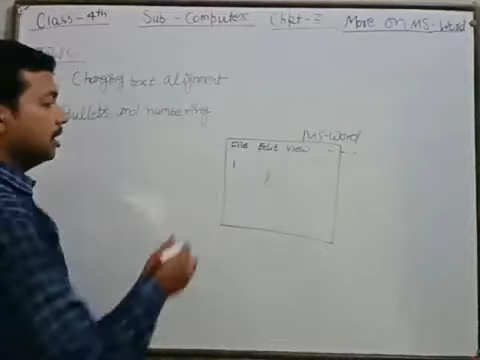 Class-4th Sub-Computer Chpt-3 More on MS-Word
Changing text alignment
Bullets and numbering
MS-Word
File Edit View - - - -